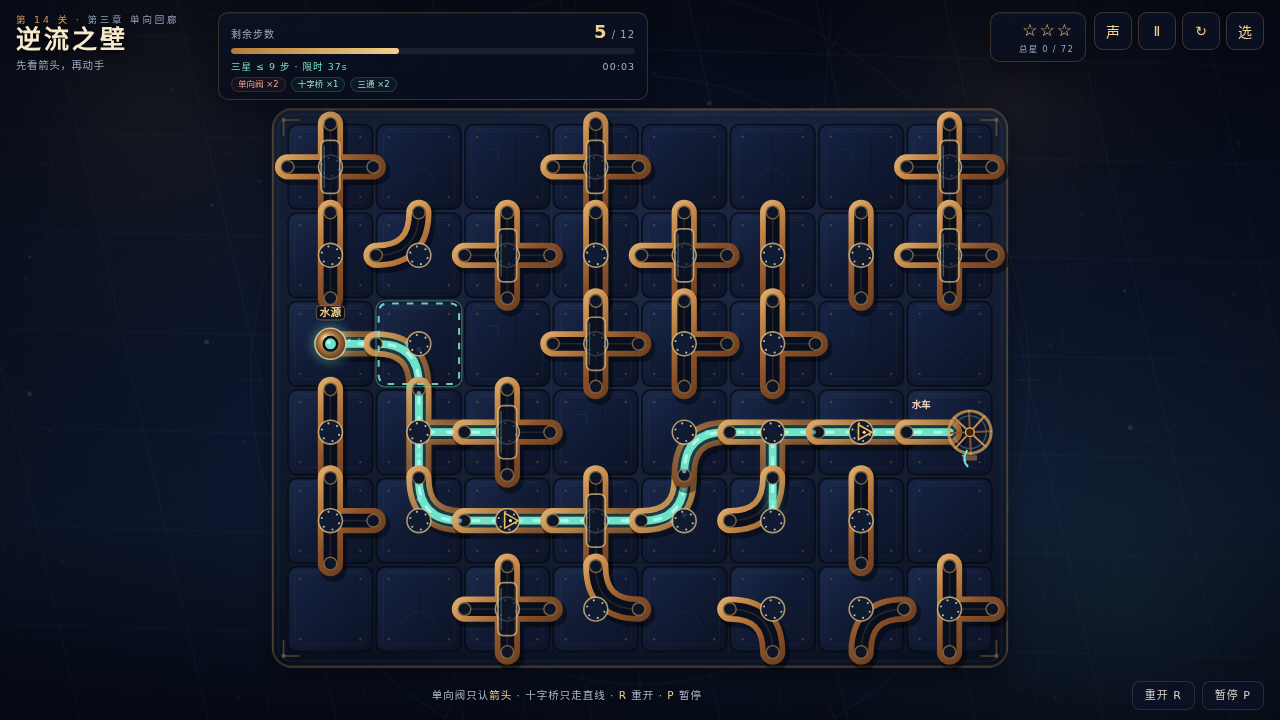 第 14 关 · 第三章 单向回廊
逆流之壁
先看箭头，再动手
剩余步数
5 / 12
三星 ≤ 9 步 · 限时 37s
00:03
单向阀 ×2
十字桥 ×1
三通 ×2
☆☆☆
总星 0 / 72
声
Ⅱ
↻
选
水源
水车
单向阀只认箭头 · 十字桥只走直线 · R 重开 · P 暂停
重开 R
暂停 P